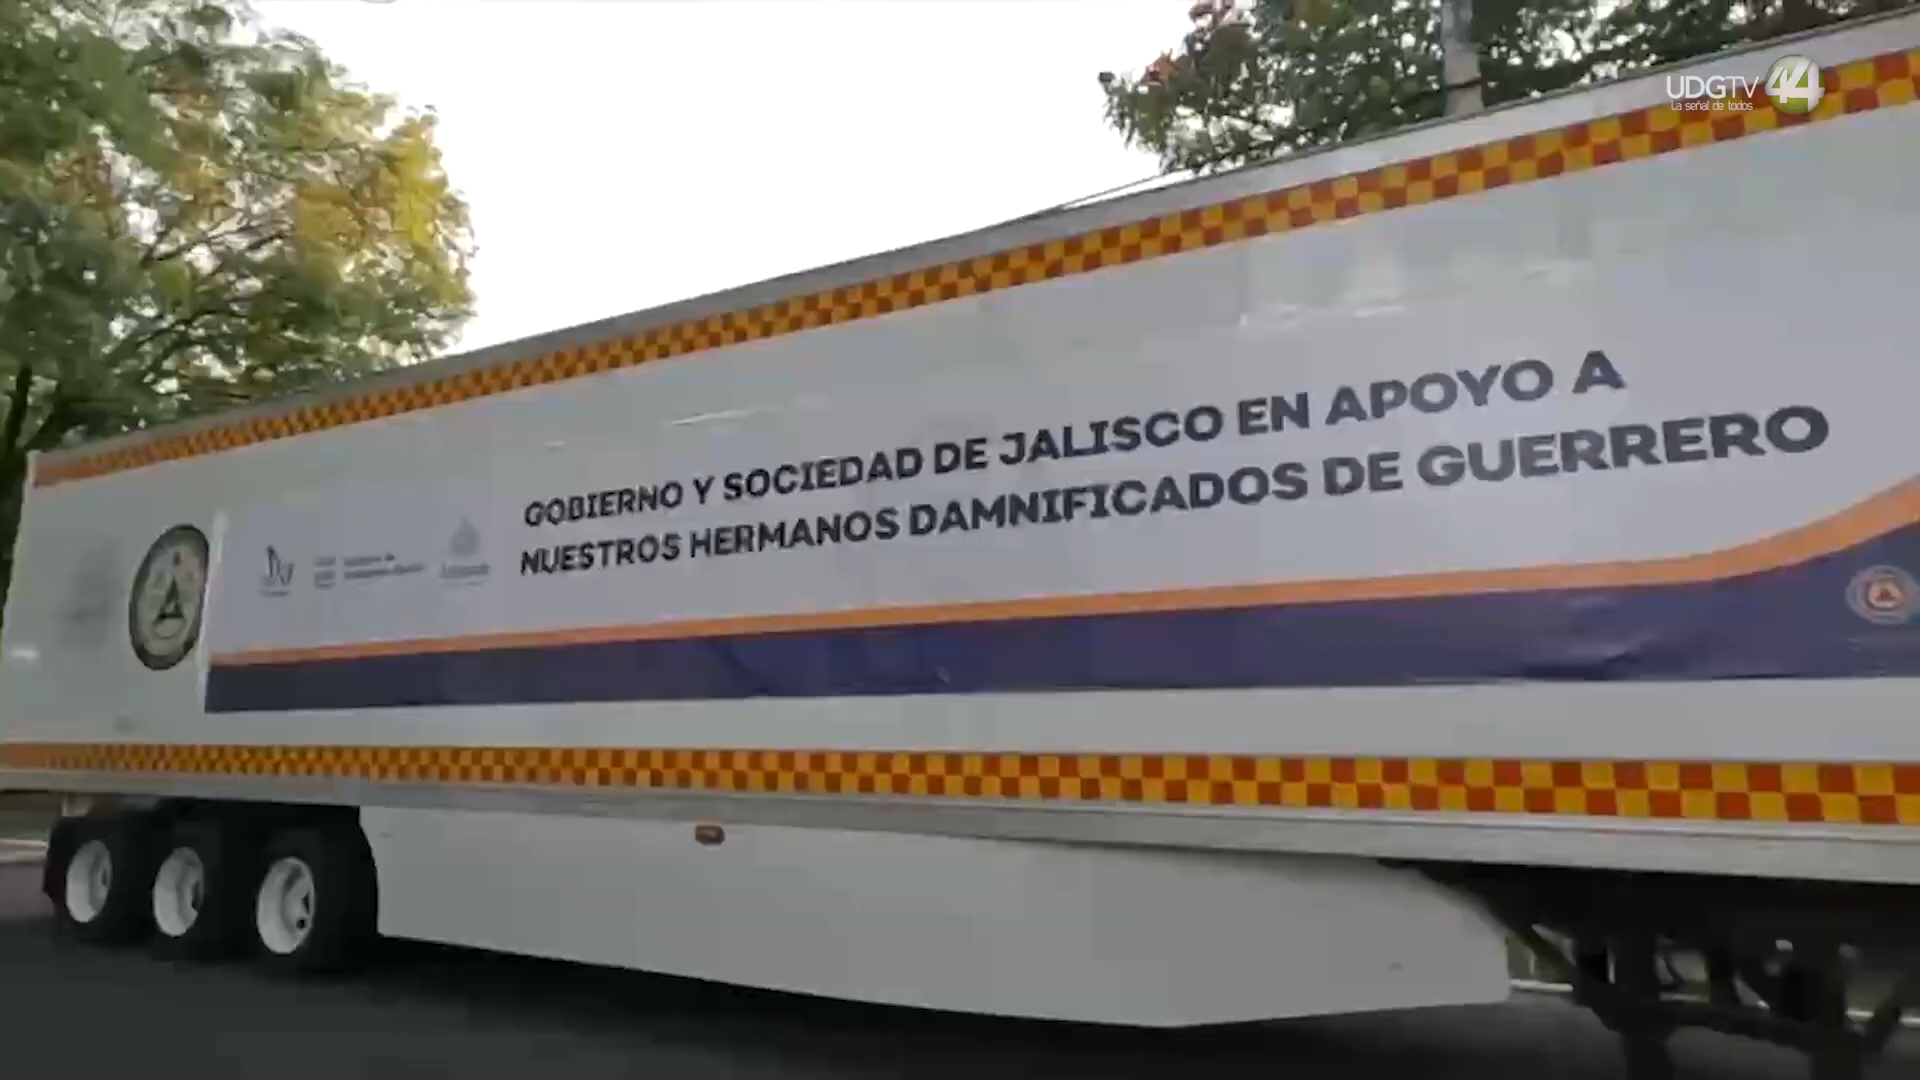 UDGTV 44
La señal de todos
GOBIERNO Y SOCIEDAD DE JALISCO EN APOYO A
NUESTROS HERMANOS DAMNIFICADOS DE GUERRERO